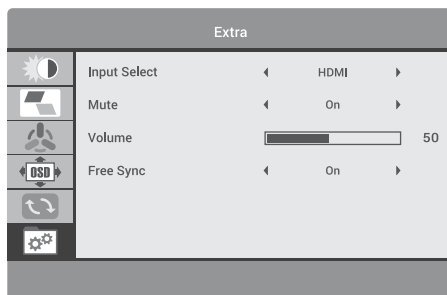 Extra
Input Select HDMI
Mute On
Volume 50
Free Sync On
OSD